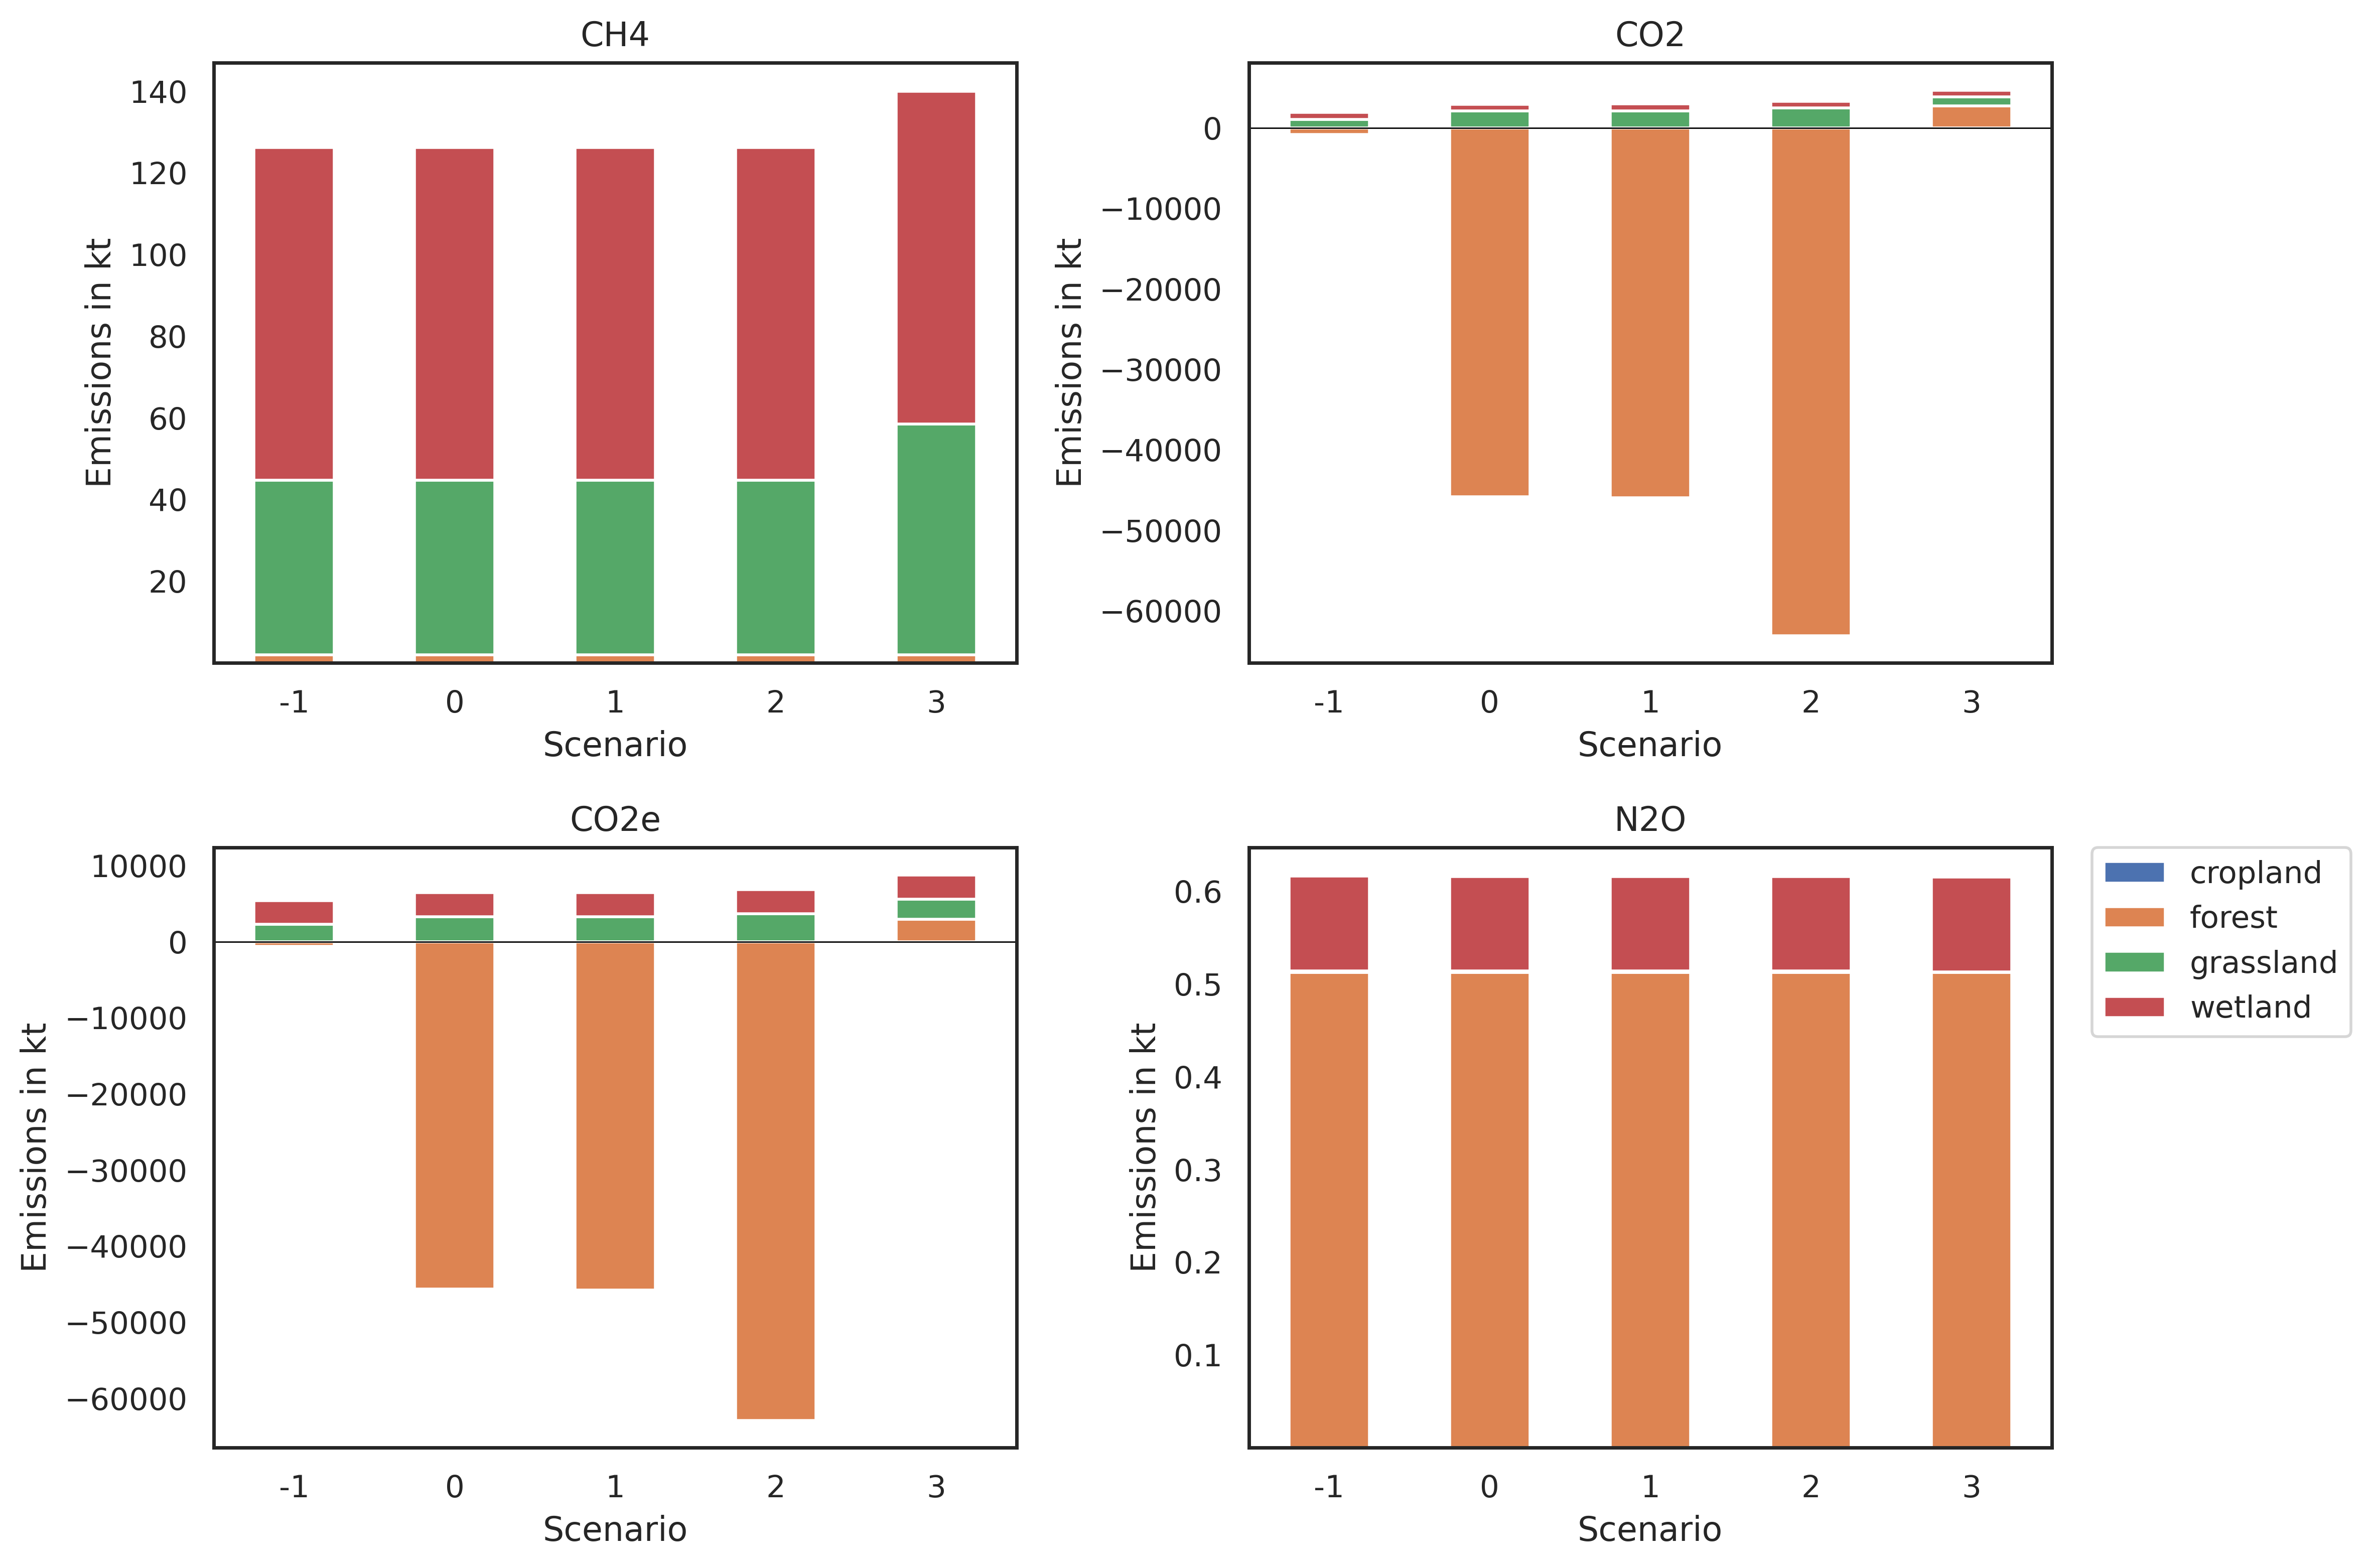 CH4
140
120
100
80
60
40
20
Emissions in kt
-1 0 1 2 3
Scenario
CO2
0
−10000
−20000
−30000
−40000
−50000
−60000
Emissions in kt
-1 0 1 2 3
Scenario
CO2e
10000
0
−10000
−20000
−30000
−40000
−50000
−60000
Emissions in kt
-1 0 1 2 3
Scenario
N2O
0.6
0.5
0.4
0.3
0.2
0.1
Emissions in kt
-1 0 1 2 3
Scenario
cropland
forest
grassland
wetland